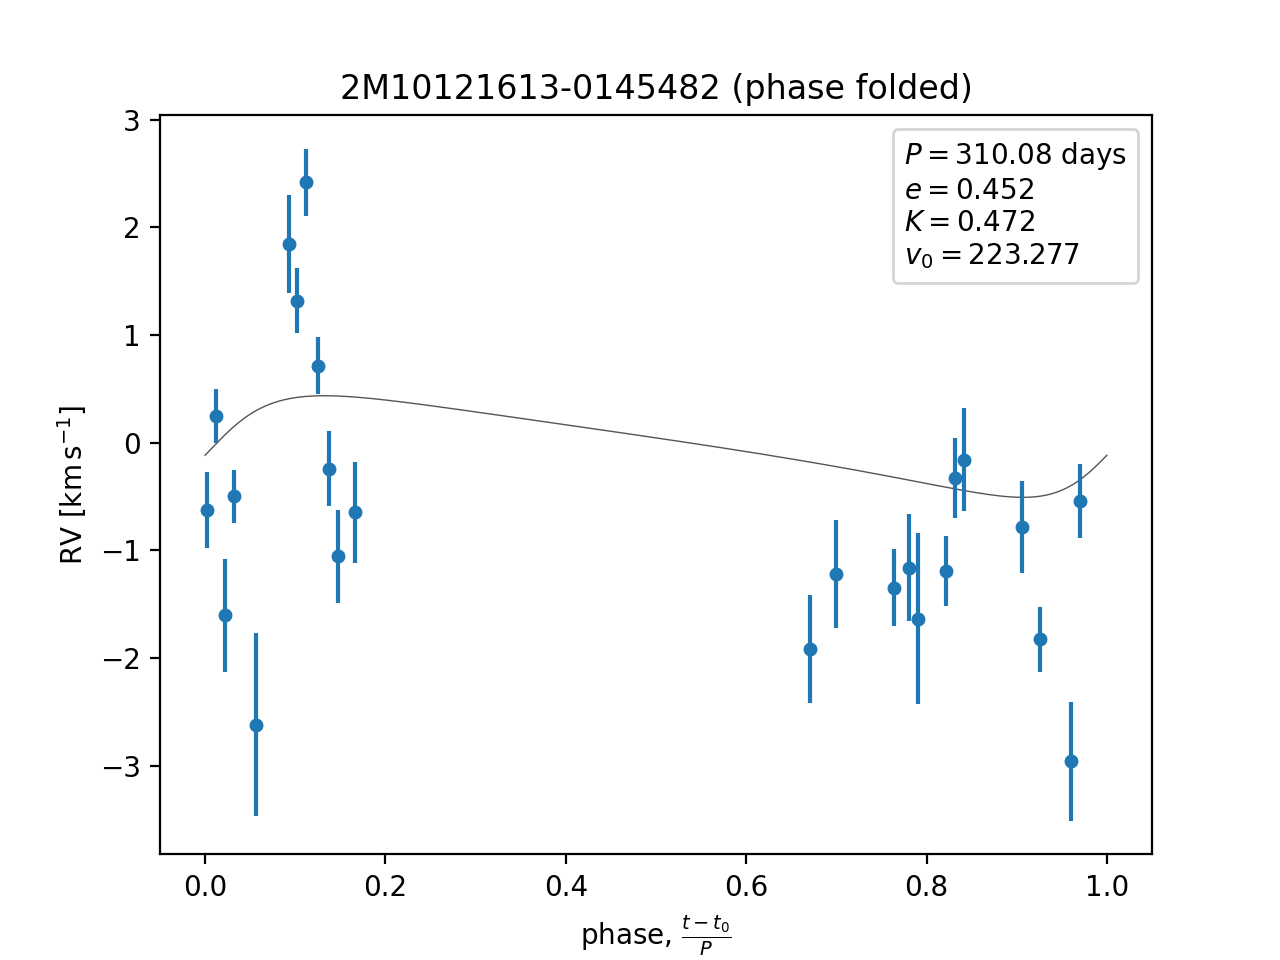 2M10121613-0145482 (phase folded)
P = 310.08 days
e = 0.452
K = 0.472
v₀ = 223.277
3
2
1
0
−1
−2
−3
RV [km s⁻¹]
0.0 0.2 0.4 0.6 0.8 1.0
phase, (t − t₀)/P